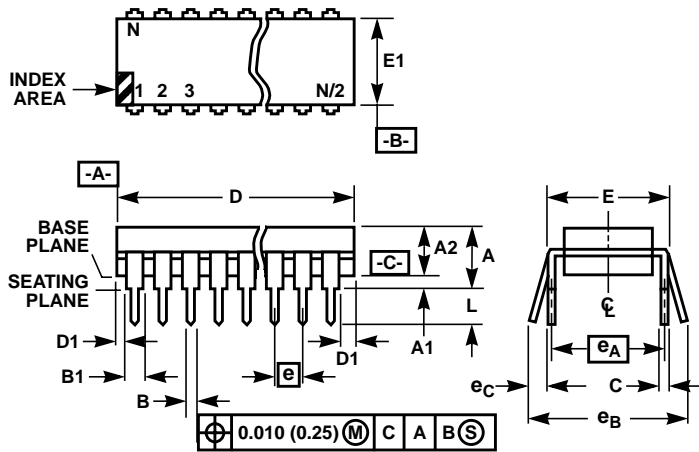 N
E1
INDEX
AREA
1 2 3 N/2
-B-
-A-
D
E
BASE
PLANE
A2
A
-C-
SEATING
PLANE
L
C
L
D1
A1
D1
eA
B1
e
eC
C
B
eB
0.010 (0.25) M C A B S